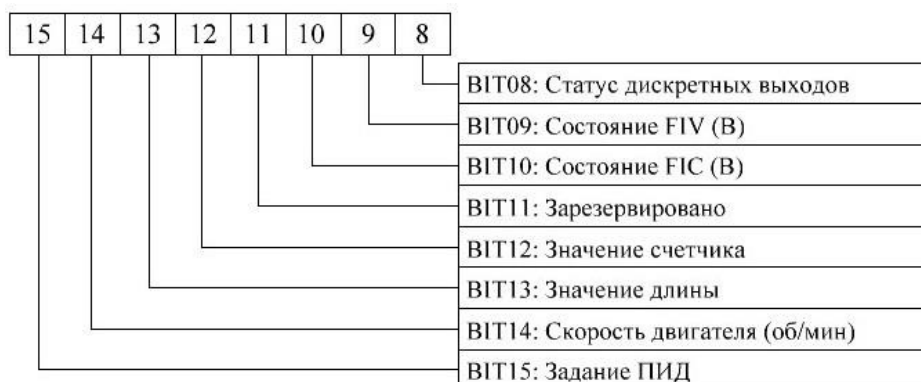 15 14 13 12 11 10 9 8
BIT08: Статус дискретных выходов
BIT09: Состояние FIV (В)
BIT10: Состояние FIC (В)
BIT11: Зарезервировано
BIT12: Значение счетчика
BIT13: Значение длины
BIT14: Скорость двигателя (об/мин)
BIT15: Задание ПИД